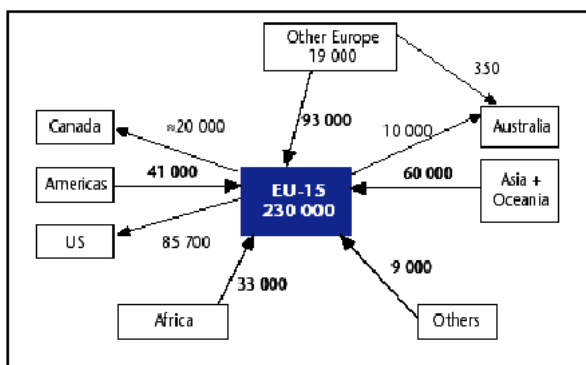 Other Europe
19 000
350
Canada
≈20 000
93 000
10 000
Australia
Americas
41 000
EU-15
230 000
60 000
Asia +
Oceania
US
85 700
33 000
9 000
Africa
Others